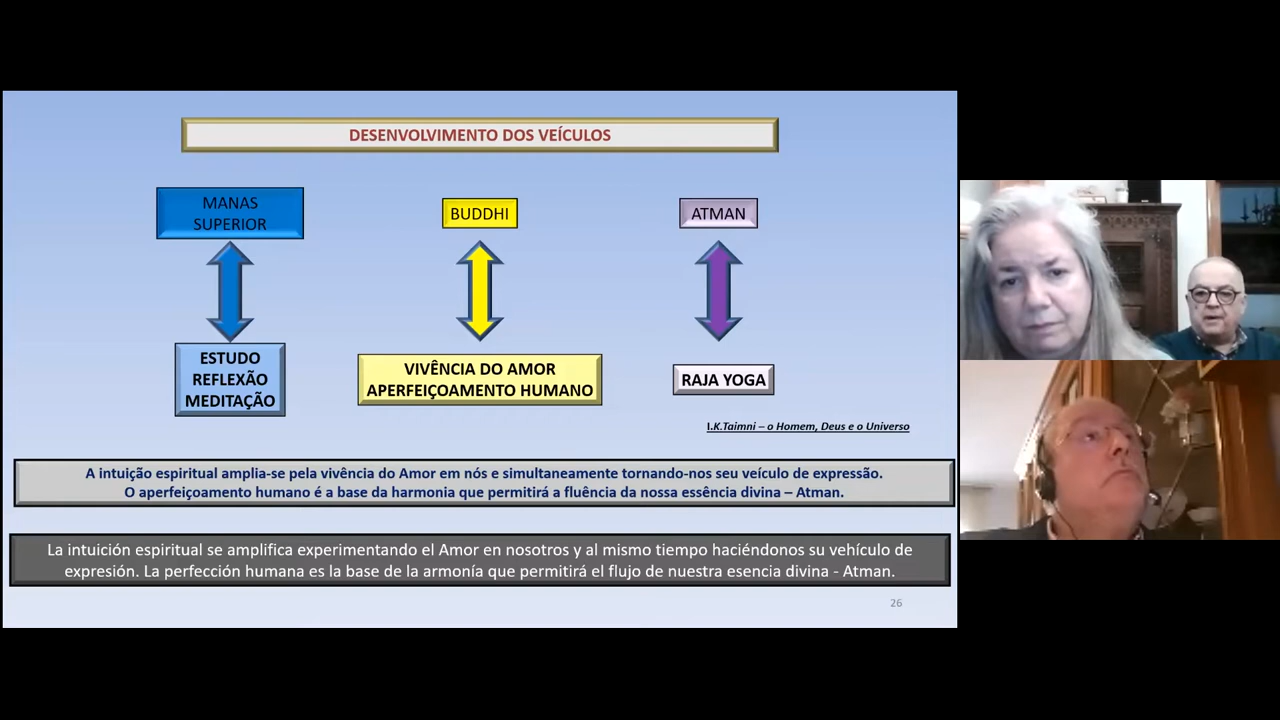 DESENVOLVIMENTO DOS VEÍCULOS
MANAS
SUPERIOR
BUDDHI
ATMAN
ESTUDO
REFLEXÃO
MEDITAÇÃO
VIVÊNCIA DO AMOR
APERFEIÇOAMENTO HUMANO
RAJA YOGA
I.K.Taimni – o Homem, Deus e o Universo
A intuição espiritual amplia-se pela vivência do Amor em nós e simultaneamente tornando-nos seu veículo de expressão.
O aperfeiçoamento humano é a base da harmonia que permitirá a fluência da nossa essência divina – Atman.
La intuición espiritual se amplifica experimentando el Amor en nosotros y al mismo tiempo haciéndonos su vehículo de
expresión. La perfección humana es la base de la armonía que permitirá el flujo de nuestra esencia divina - Atman.
26